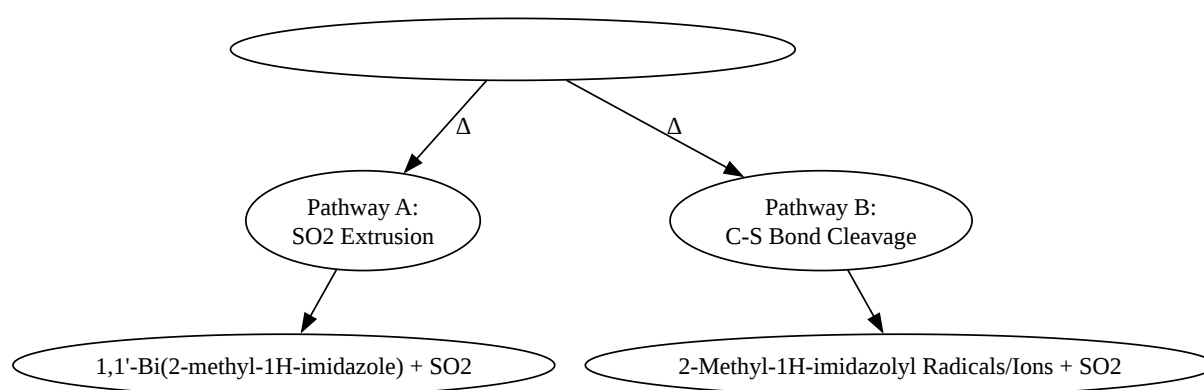 Δ
Δ
Pathway A:
SO2 Extrusion
Pathway B:
C-S Bond Cleavage
1,1'-Bi(2-methyl-1H-imidazole) + SO2
2-Methyl-1H-imidazolyl Radicals/Ions + SO2